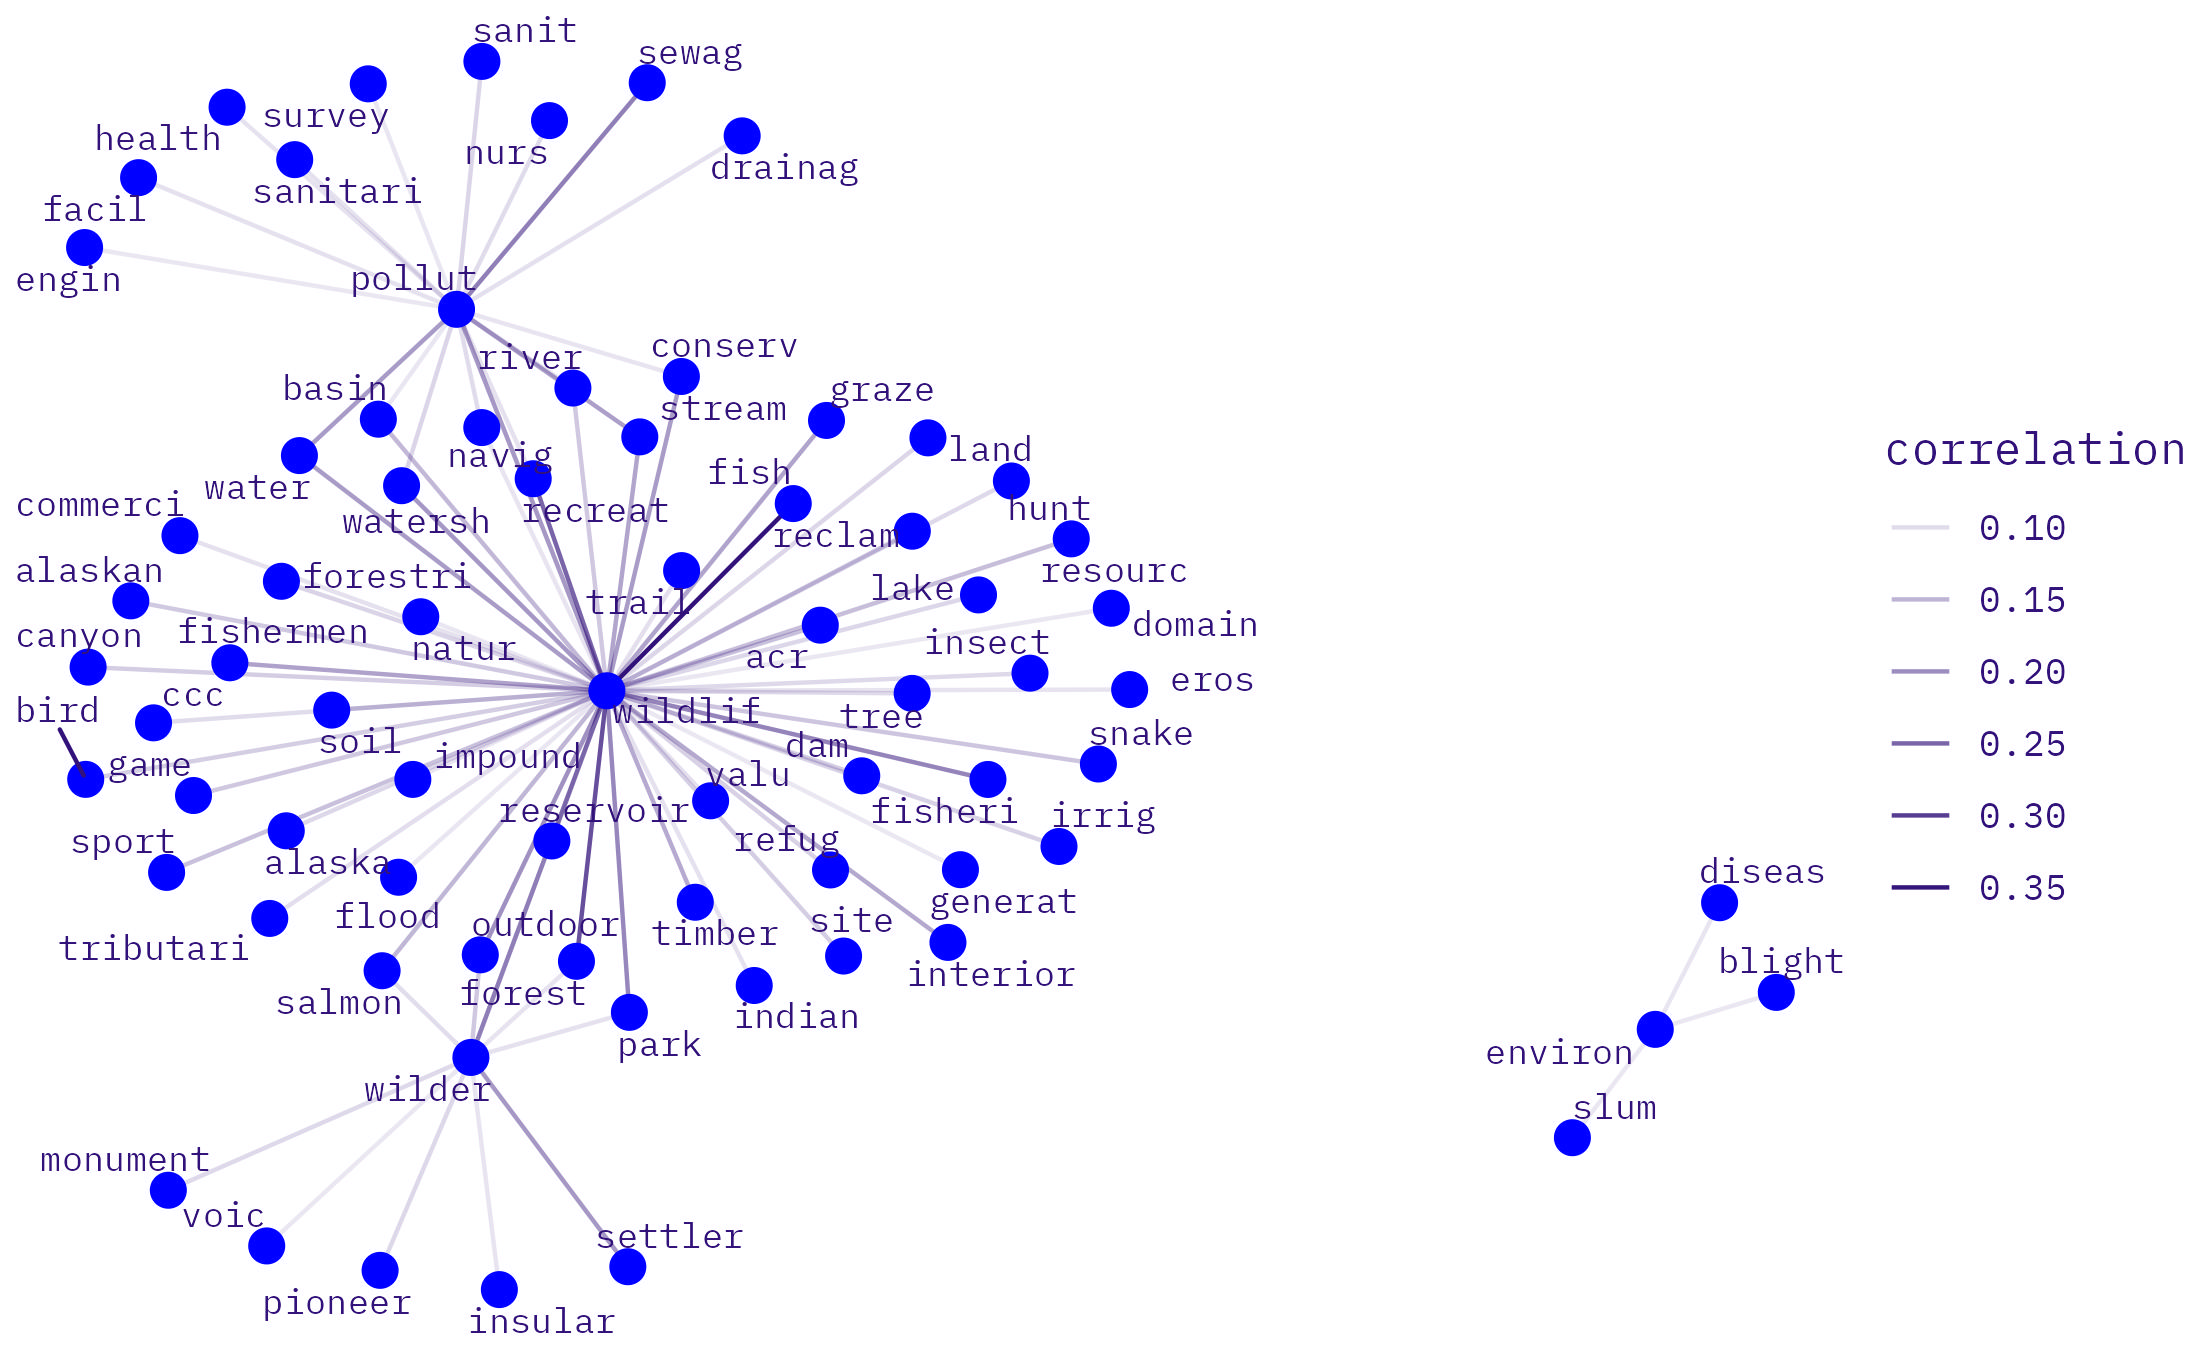 sanit
sewag
survey
health
nurs
drainag
sanitari
facil
engin
pollut
river
conserv
basin
graze
stream
navig
land
water
fish
commerci
watersh
recreat
hunt
reclam
alaskan
forestri
resourc
trail
lake
canyon
fishermen
natur
domain
acr
insect
ccc
eros
bird
wildlif
tree
soil
snake
game
impound
dam
valu
reservoir
fisheri
irrig
sport
refug
alaska
flood
outdoor
generat
tributari
timber
site
salmon
forest
interior
indian
park
wilder
monument
voic
settler
pioneer
insular
diseas
blight
environ
slum
correlation
0.10
0.15
0.20
0.25
0.30
0.35